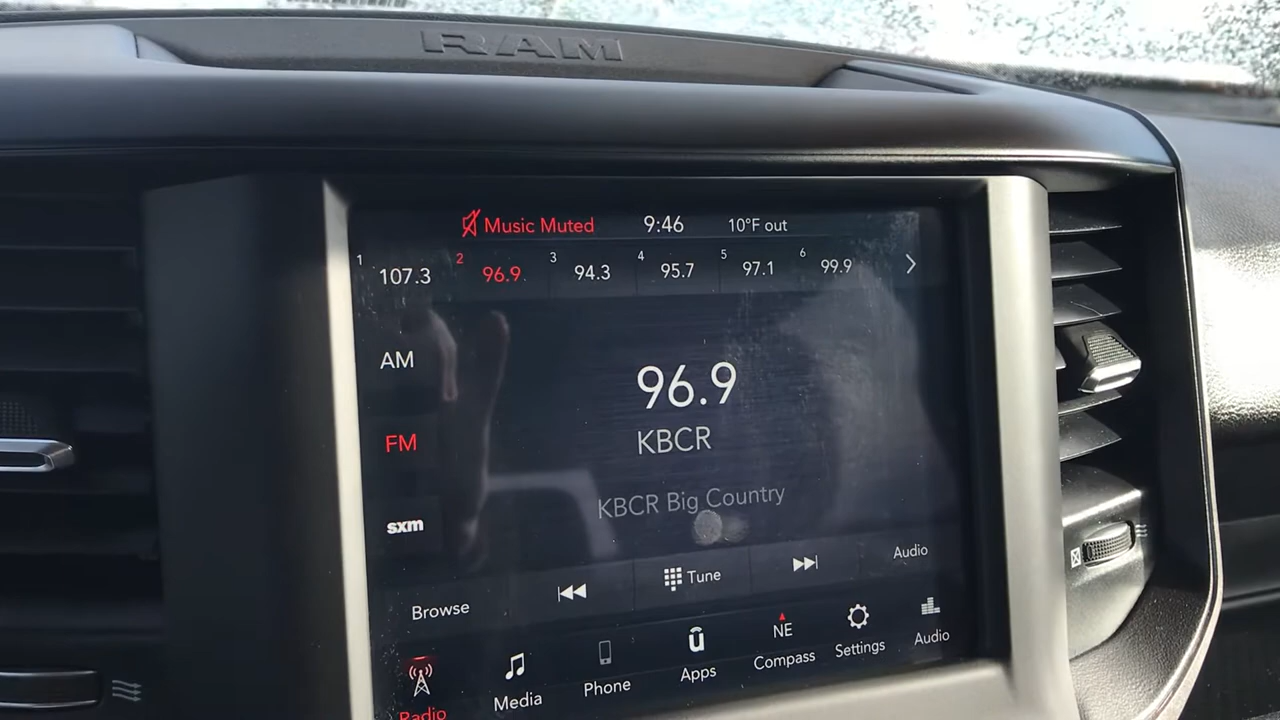 RAM
Music Muted 9:46 10°F out
1 107.3 2 96.9 3 94.3 4 95.7 5 97.1 6 99.9
AM
96.9
FM
KBCR
KBCR Big Country
sxm
Browse Tune Audio
Radio Media Phone Apps NE Compass Settings Audio